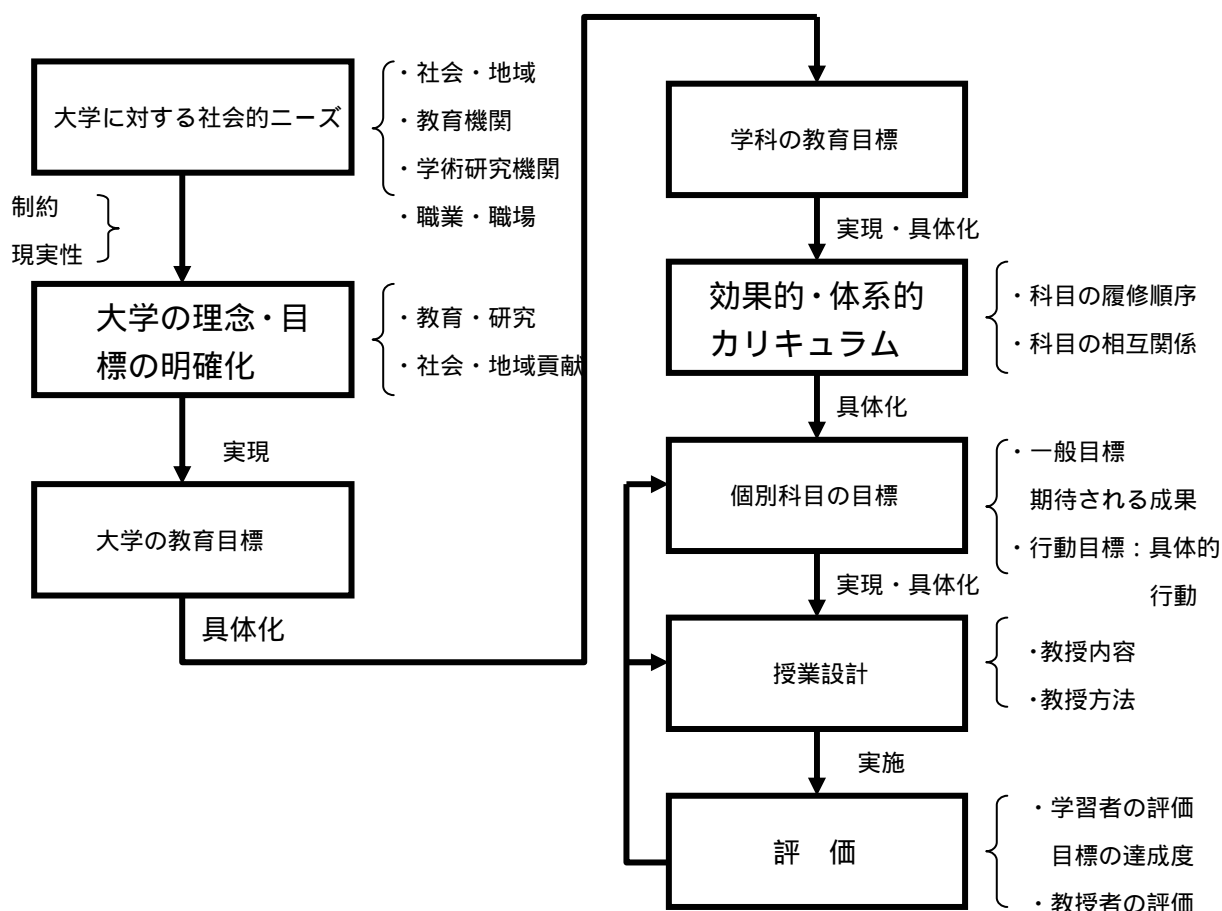 大学に対する社会的ニーズ
・社会・地域
・教育機関
・学術研究機関
・職業・職場
制約
現実性
大学の理念・目
標の明確化
・教育・研究
・社会・地域貢献
実現
大学の教育目標
具体化
学科の教育目標
実現・具体化
効果的・体系的
カリキュラム
・科目の履修順序
・科目の相互関係
具体化
個別科目の目標
・一般目標
期待される成果
・行動目標：具体的
行動
実現・具体化
授業設計
・教授内容
・教授方法
実施
評　価
・学習者の評価
目標の達成度
・教授者の評価